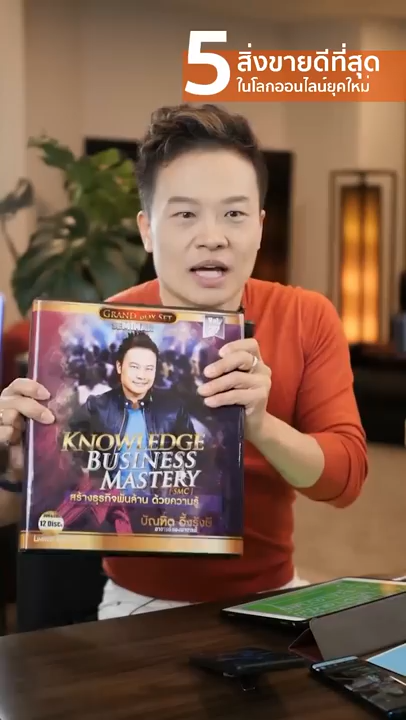 5 สิ่งขายดีที่สุด
ในโลกออนไลน์ยุคใหม่
GRAND BOX SET
SEMINAR
KNOWLEDGE
BUSINESS
MASTERY
สร้างธุรกิจพันล้าน ด้วยความรู้
บัณฑิต อึ้งรังษี
12 Disc